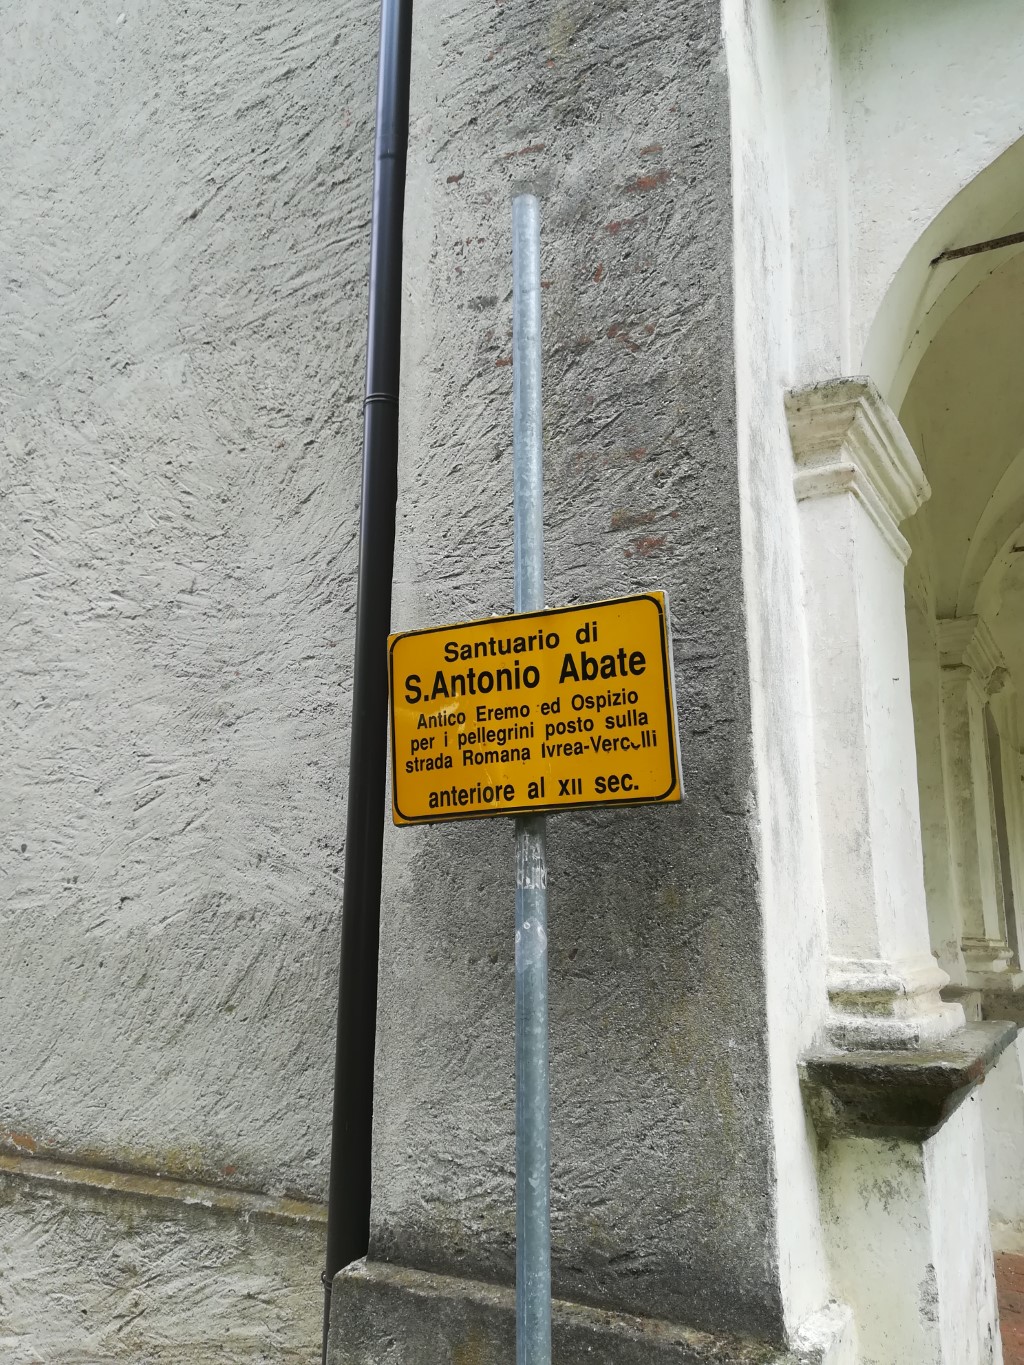 Santuario di
S.Antonio Abate
Antico Eremo ed Ospizio
per i pellegrini posto sulla
strada Romana Ivrea-Vercelli
anteriore al XII sec.